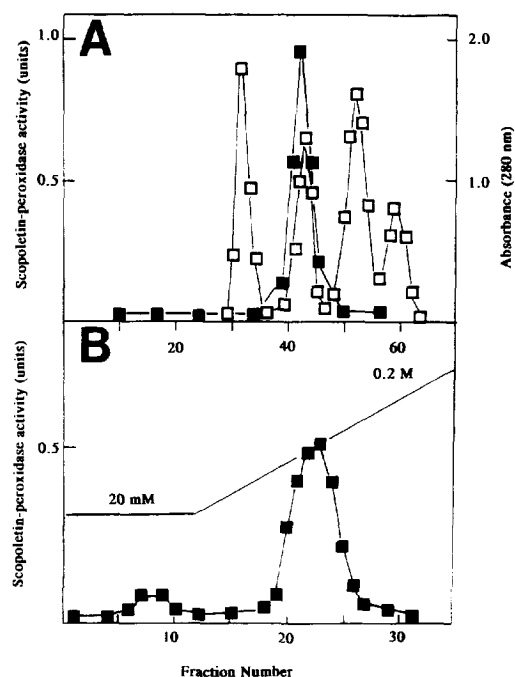 A
Scopoletin-peroxidase activity (units)
1.0
0.5
2.0
1.0
Absorbance (280 nm)
20
40
60
B
Scopoletin-peroxidase activity (units)
0.5
20 mM
0.2 M
10
20
30
Fraction Number